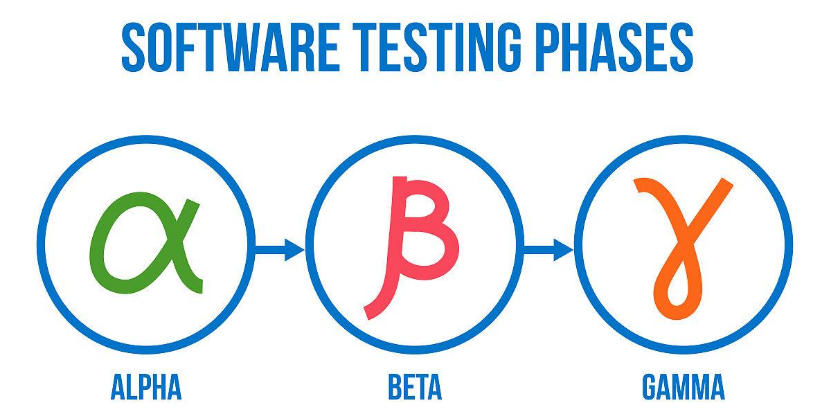 SOFTWARE TESTING PHASES
α β γ
ALPHA BETA GAMMA